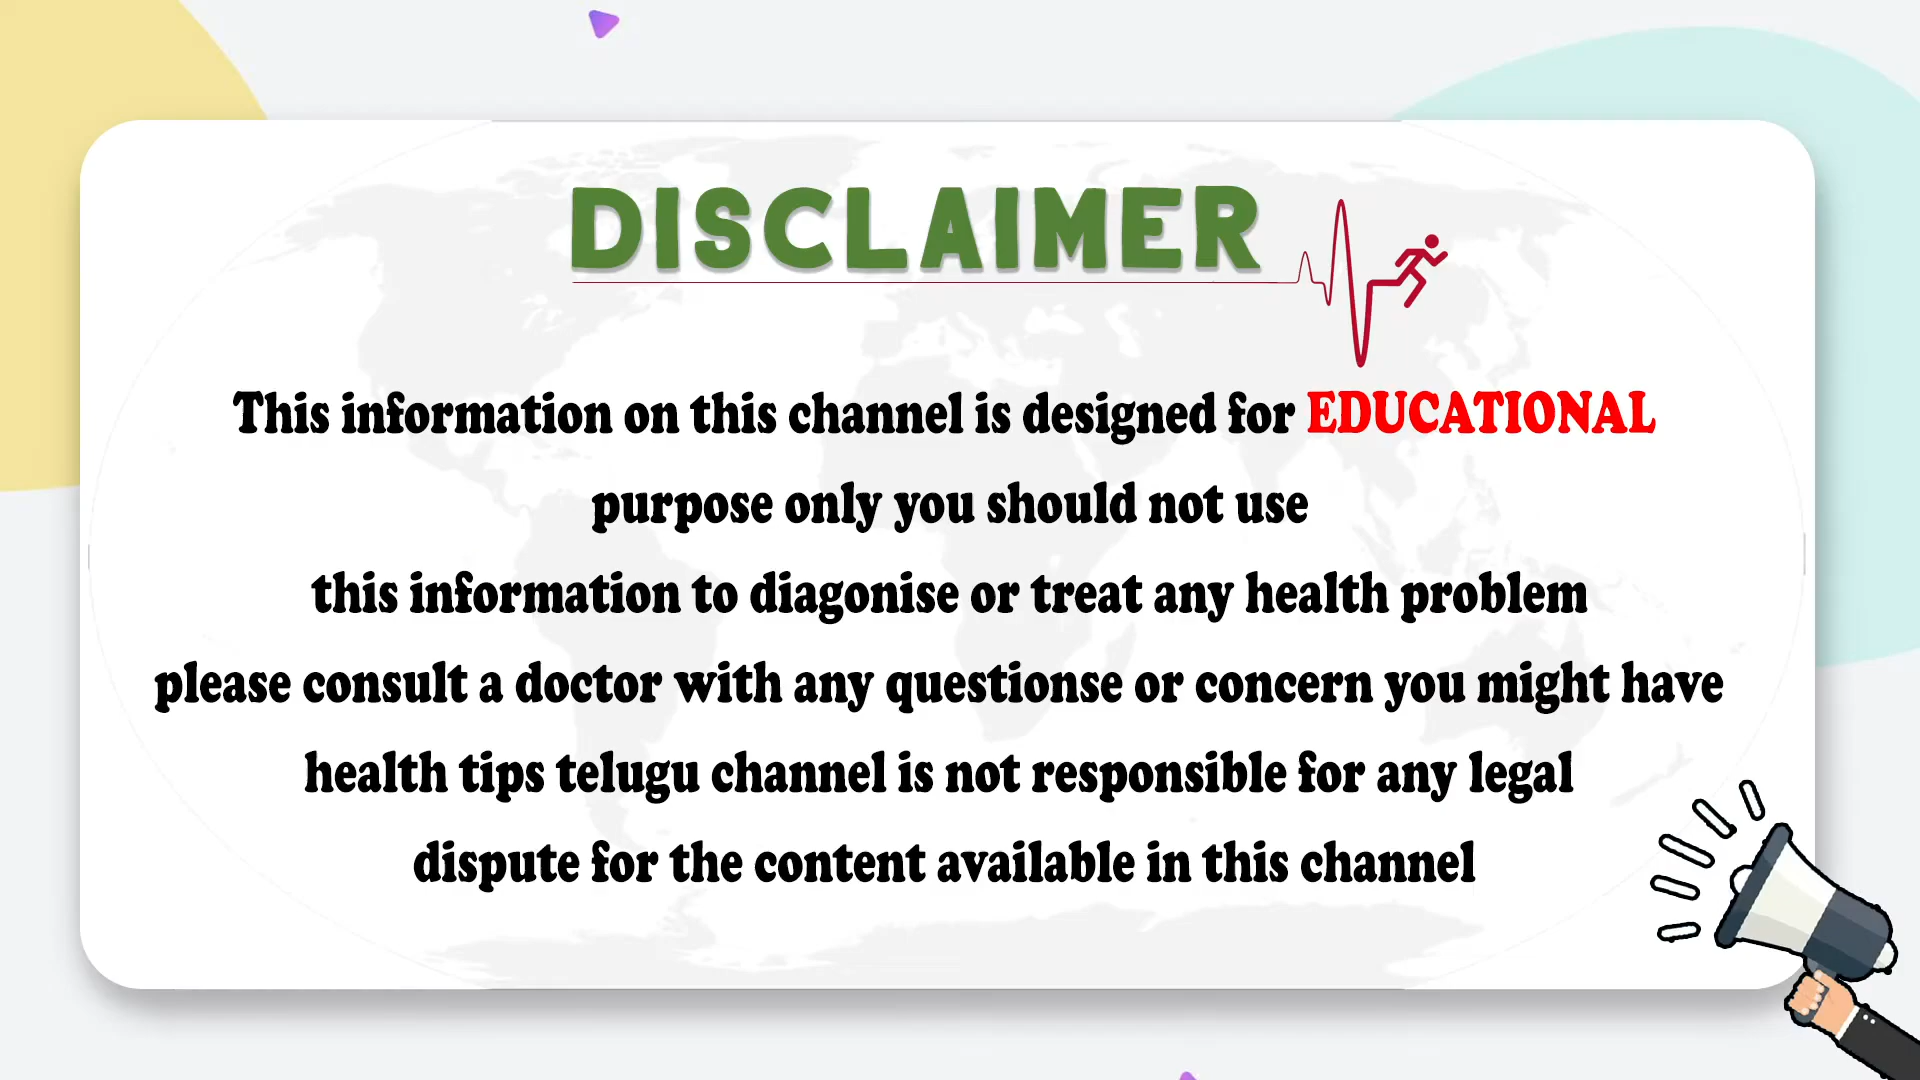 DISCLAIMER
This information on this channel is designed for EDUCATIONAL
purpose only you should not use
this information to diagonise or treat any health problem
please consult a doctor with any questionse or concern you might have
health tips telugu channel is not responsible for any legal
dispute for the content available in this channel